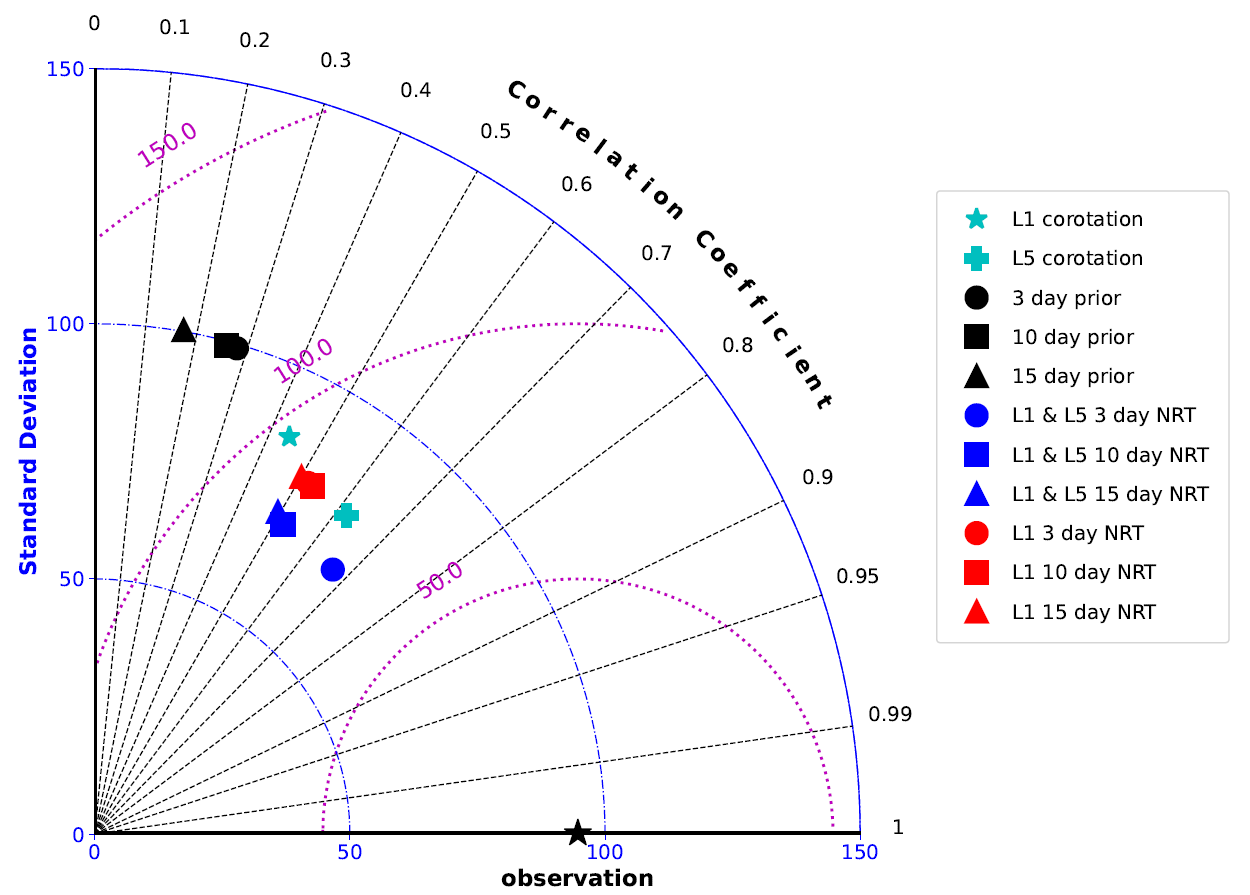 0
0.1
0.2
0.3
0.4
0.5
0.6
0.7
0.8
0.9
0.95
0.99
1
Correlation Coefficient
150
100
50
0
Standard Deviation
150.0
100.0
50.0
0
50
100
150
observation
L1 corotation
L5 corotation
3 day prior
10 day prior
15 day prior
L1 & L5 3 day NRT
L1 & L5 10 day NRT
L1 & L5 15 day NRT
L1 3 day NRT
L1 10 day NRT
L1 15 day NRT